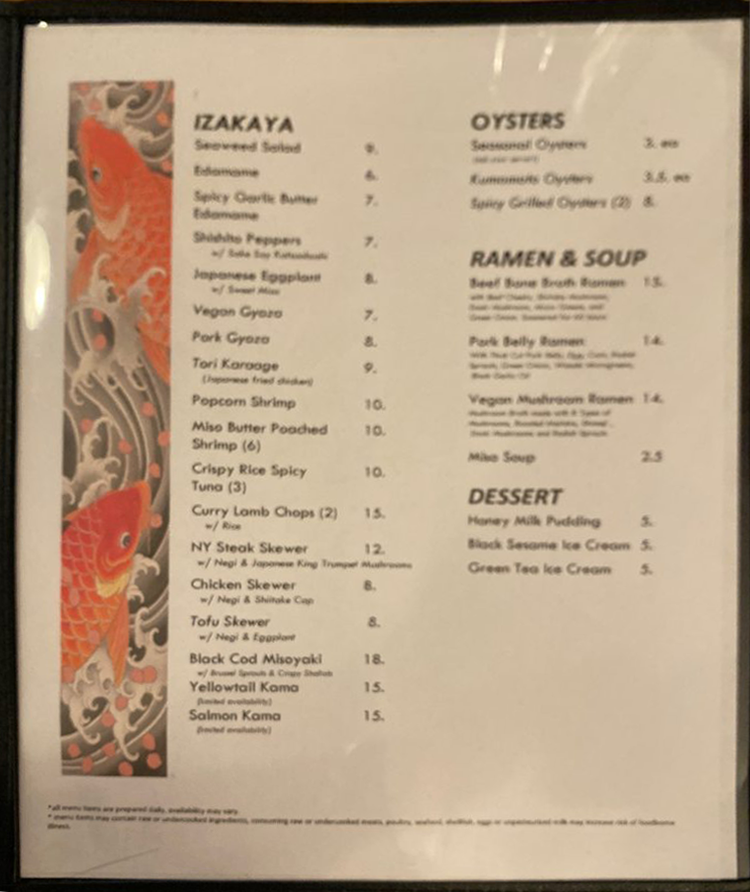 IZAKAYA
Seaweed Salad 9.
Edamame 6.
Spicy Garlic Butter 7.
Edamame
Shishito Peppers 7.
w/ Sake Soy Katsuobushi
Japanese Eggplant 8.
w/ Sweet Miso
Vegan Gyoza 7.
Pork Gyoza 8.
Tori Karaage 9.
(Japanese fried chicken)
Popcorn Shrimp 10.
Miso Butter Poached 10.
Shrimp (6)
Crispy Rice Spicy 10.
Tuna (3)
Curry Lamb Chops (2) 15.
w/ Rice
NY Steak Skewer 12.
w/ Negi & Japanese King Trumpet Mushrooms
Chicken Skewer 8.
w/ Negi & Shiitake Cap
Tofu Skewer 8.
w/ Negi & Eggplant
Black Cod Misoyaki 18.
w/ Brussel Sprouts & Crispy Shallots
Yellowtail Kama 15.
(limited availability)
Salmon Kama 15.
(limited availability)
OYSTERS
Seasonal Oysters 3. ea
Kumamoto Oysters 3.5. ea
Spicy Grilled Oysters (2) 8.
RAMEN & SOUP
Beef Bone Broth Ramen 15.
Pork Belly Ramen 14.
Vegan Mushroom Ramen 14.
Miso Soup 2.5
DESSERT
Honey Milk Pudding 5.
Black Sesame Ice Cream 5.
Green Tea Ice Cream 5.
*all menu items are prepared daily, availability may vary.
* menu items may contain raw or undercooked ingredients, consuming raw or undercooked meats, poultry, seafood, shellfish, eggs or unpasteurized milk may increase risk of foodborne
illness.